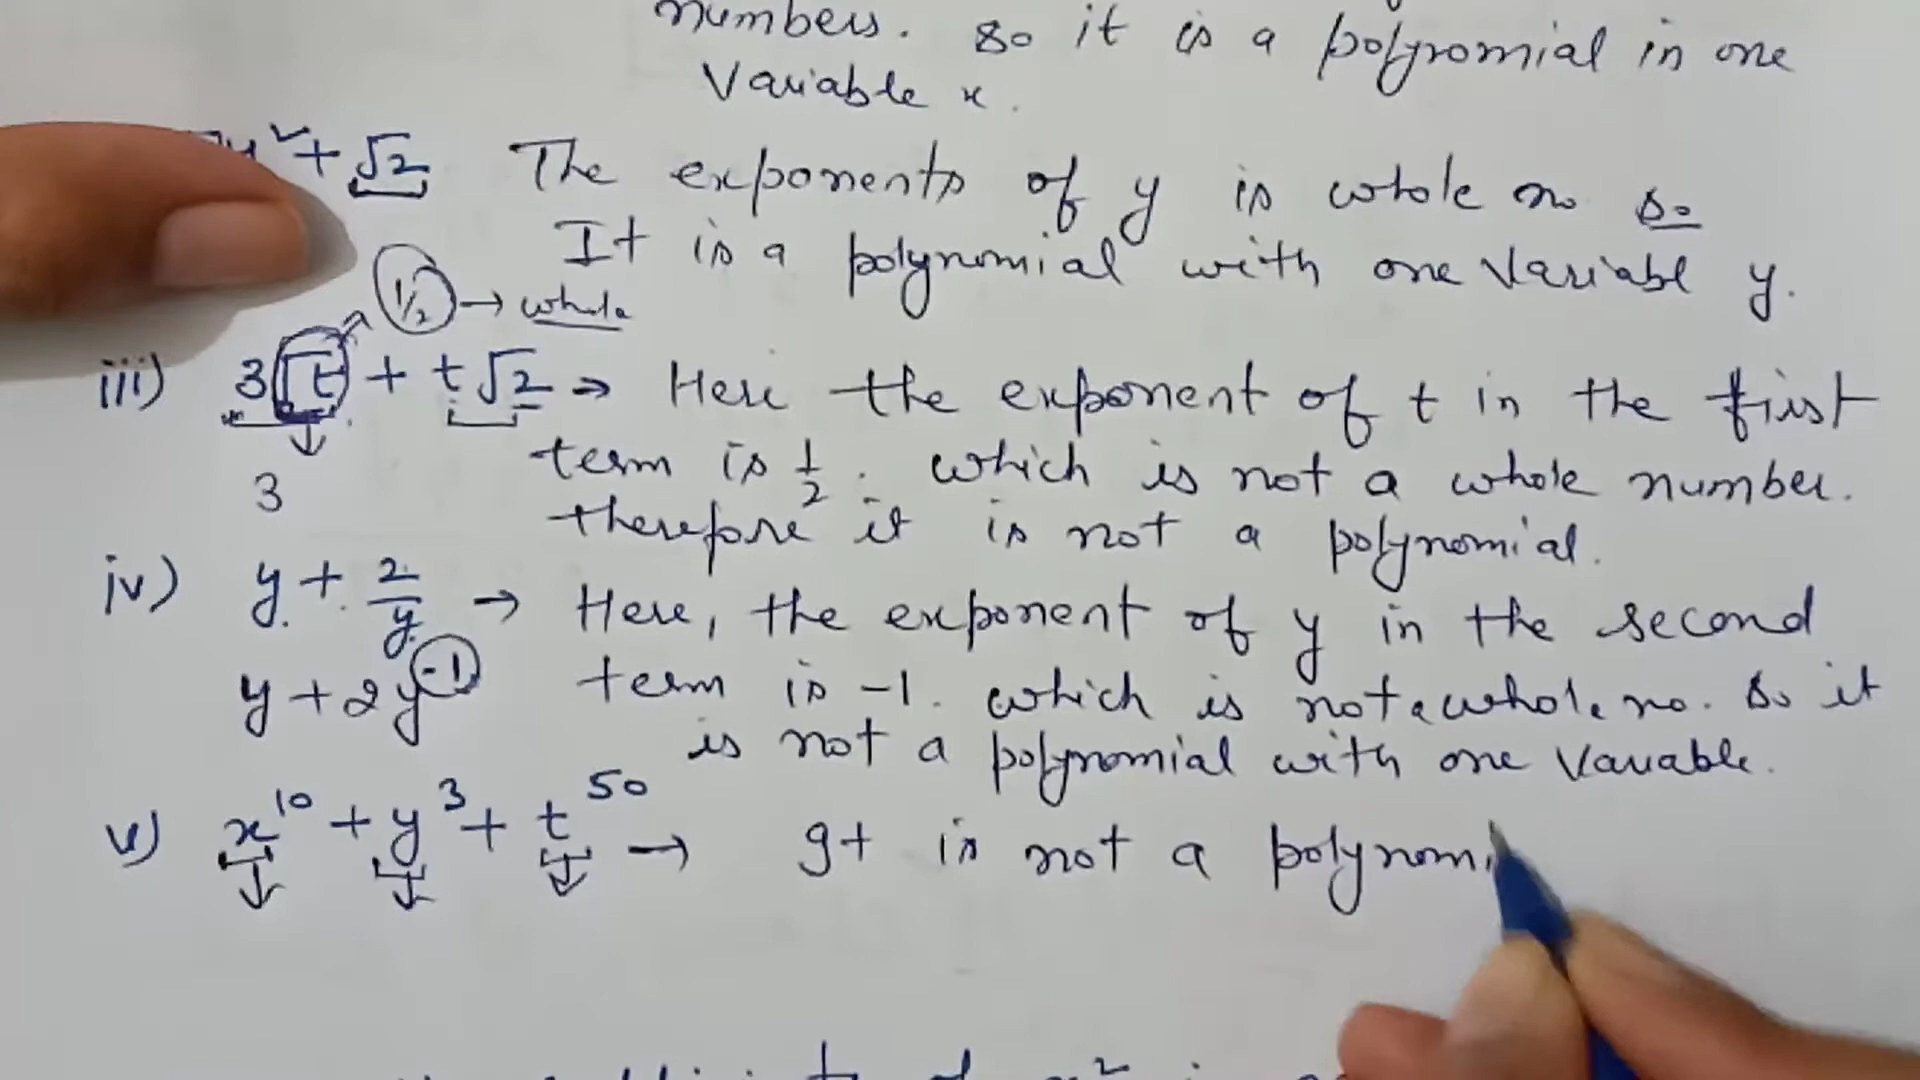 numbers. So it is a polynomial in one
Variable x.
y² + √2 The exponents of y is whole no so
It is a polynomial with one variabl y.
1/2 → whole
iii) 3√t + t√2 → Here the exponent of t in the first
3 term is 1/2. which is not a whole number.
therefore it is not a polynomial.
iv) y + 2/y → Here, the exponent of y in the second
y + 2y⁻¹ term is -1. which is not a whole no. So it
is not a polynomial with one variable.
v) x¹⁰ + y³ + t⁵⁰ → It is not a polynomi